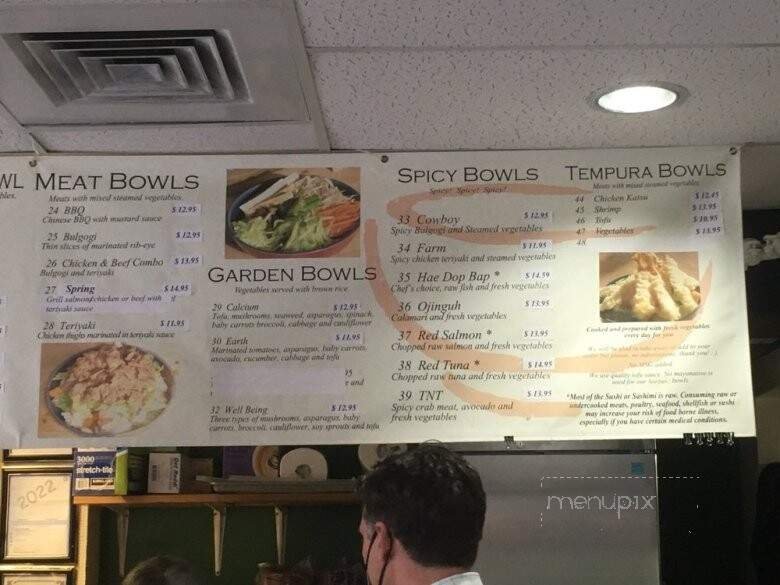 WL
bles.
MEAT BOWLS
Meats with mixed steamed vegetables.
24 BBQ $ 12.95
Chinese BBQ with mustard sauce
25 Bulgogi $ 12.95
Thin slices of marinated rib-eye
26 Chicken & Beef Combo $ 13.95
Bulgogi and teriyaki
27 Spring $ 14.95
Grill salmon/chicken or beef with
teriyaki sauce
28 Teriyaki $ 11.95
Chicken thighs marinated in teriyaki sauce
GARDEN BOWLS
Vegetables served with brown rice.
29 Calcium $ 12.95
Tofu, mushrooms, seaweed, asparagus, spinach,
baby carrots broccoli, cabbage and cauliflower
30 Earth $ 11.95
Marinated tomatoes, asparagus, baby carrots,
avocado, cucumber, cabbage and tofu
95
e and
32 Well Being $ 12.95
Three types of mushrooms, asparagus, baby
carrots, broccoli, cauliflower, soy sprouts and tofu
SPICY BOWLS
Spicy! Spicy! Spicy!
33 Cowboy $ 12.95
Spicy Bulgogi and Steamed vegetables
34 Farm $ 11.95
Spicy chicken teriyaki and steamed vegetables
35 Hae Dop Bap * $ 14.59
Chef's choice, raw fish and fresh vegetables
36 Ojinguh $ 13.95
Calamari and fresh vegetables
37 Red Salmon * $ 13.95
Chopped raw salmon and fresh vegetables
38 Red Tuna * $ 14.95
Chopped raw tuna and fresh vegetables
39 TNT $ 13.95
Spicy crab meat, avocado and
fresh vegetables
TEMPURA BOWLS
Meats with mixed steamed vegetables
44 Chicken Katsu $ 12.45
45 Shrimp $ 13.95
46 Tofu $ 10.95
47 Vegetables $ 11.95
48
Cooked and prepared with fresh vegetables
every day for you
No MSG added
*Most of the Sushi or Sashimi is raw. Consuming raw or
undercooked meats, poultry, seafood, shellfish or sushi
may increase your risk of food borne illness,
especially if you have certain medical conditions.
3000
stretch-tite
2022
menupix